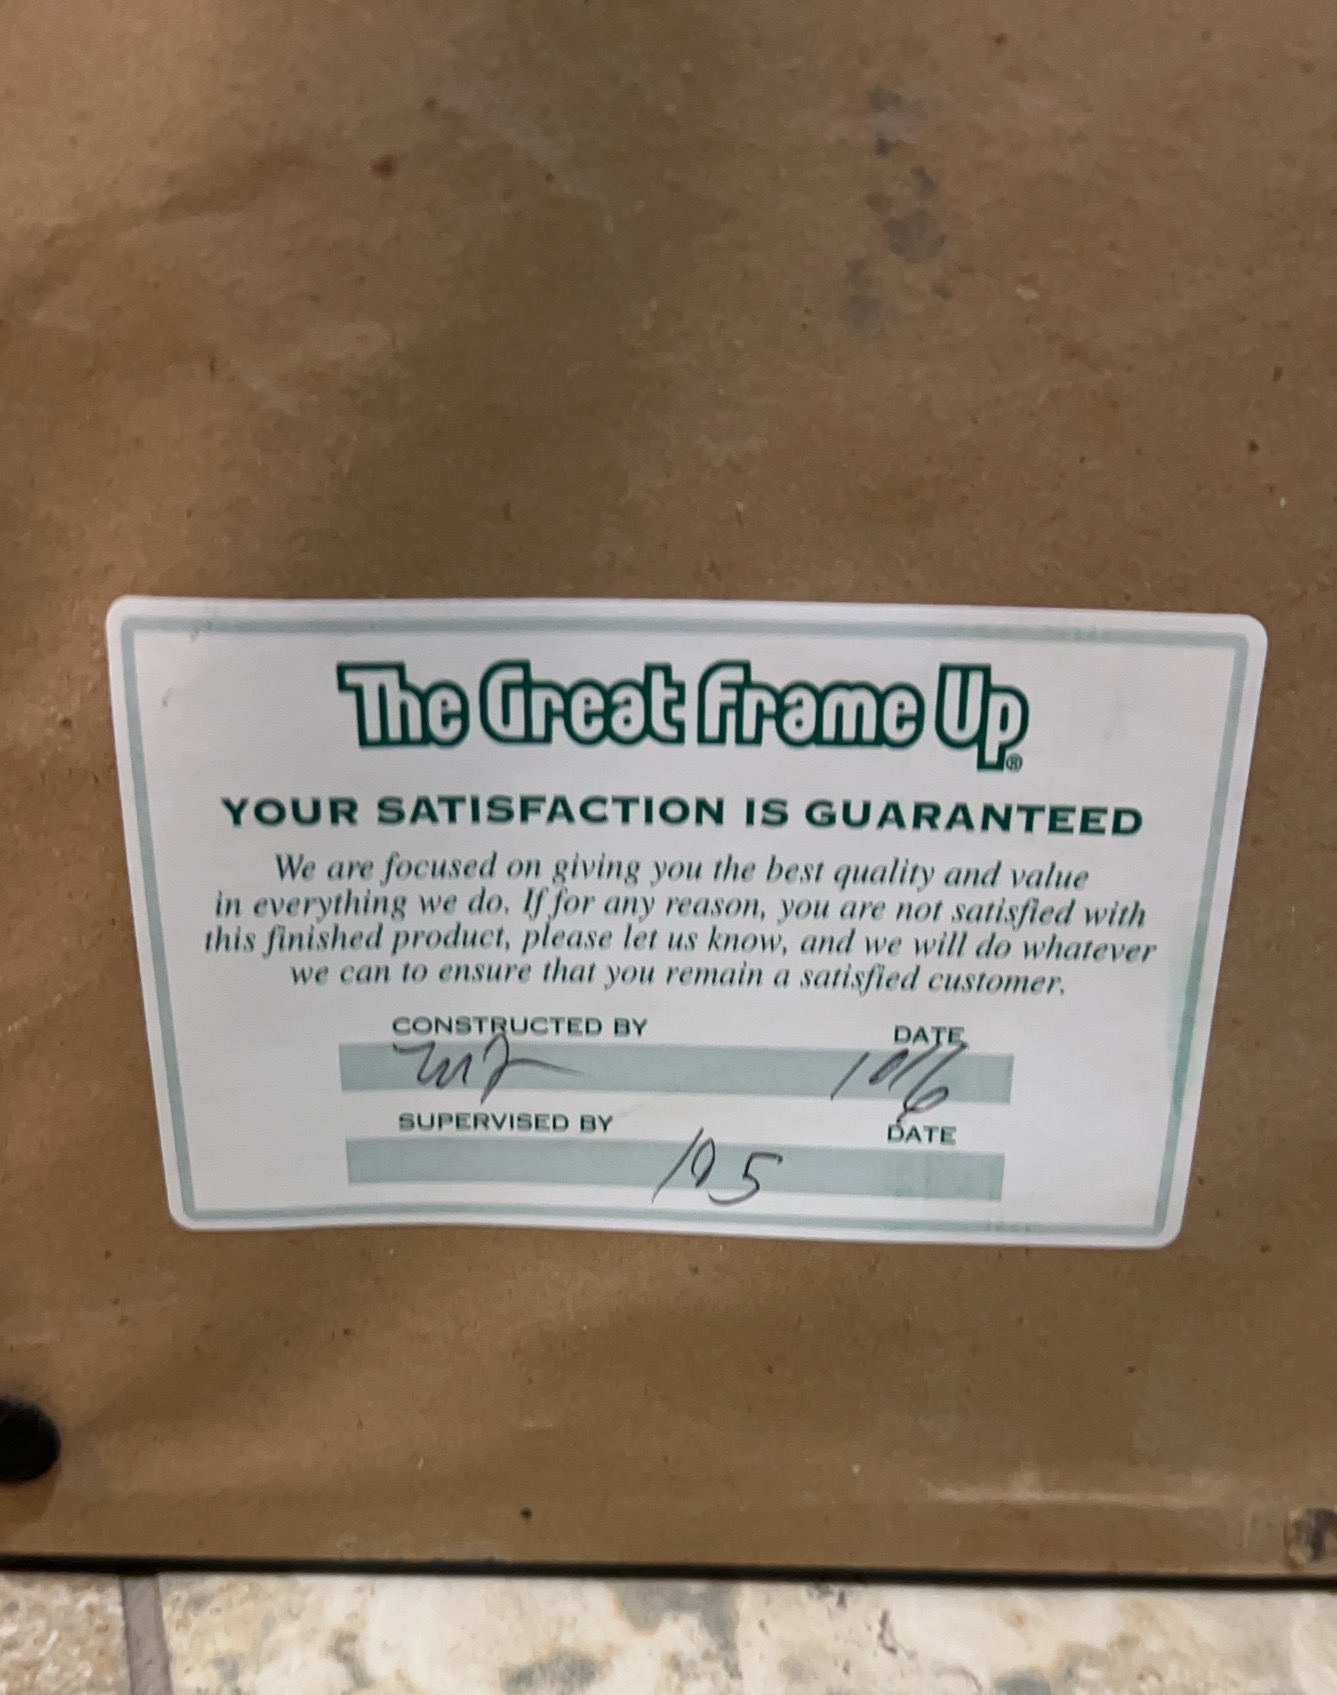 The Great Frame Up®
YOUR SATISFACTION IS GUARANTEED
We are focused on giving you the best quality and value
in everything we do. If for any reason, you are not satisfied with
this finished product, please let us know, and we will do whatever
we can to ensure that you remain a satisfied customer.
CONSTRUCTED BY DATE
10/6
SUPERVISED BY DATE
105